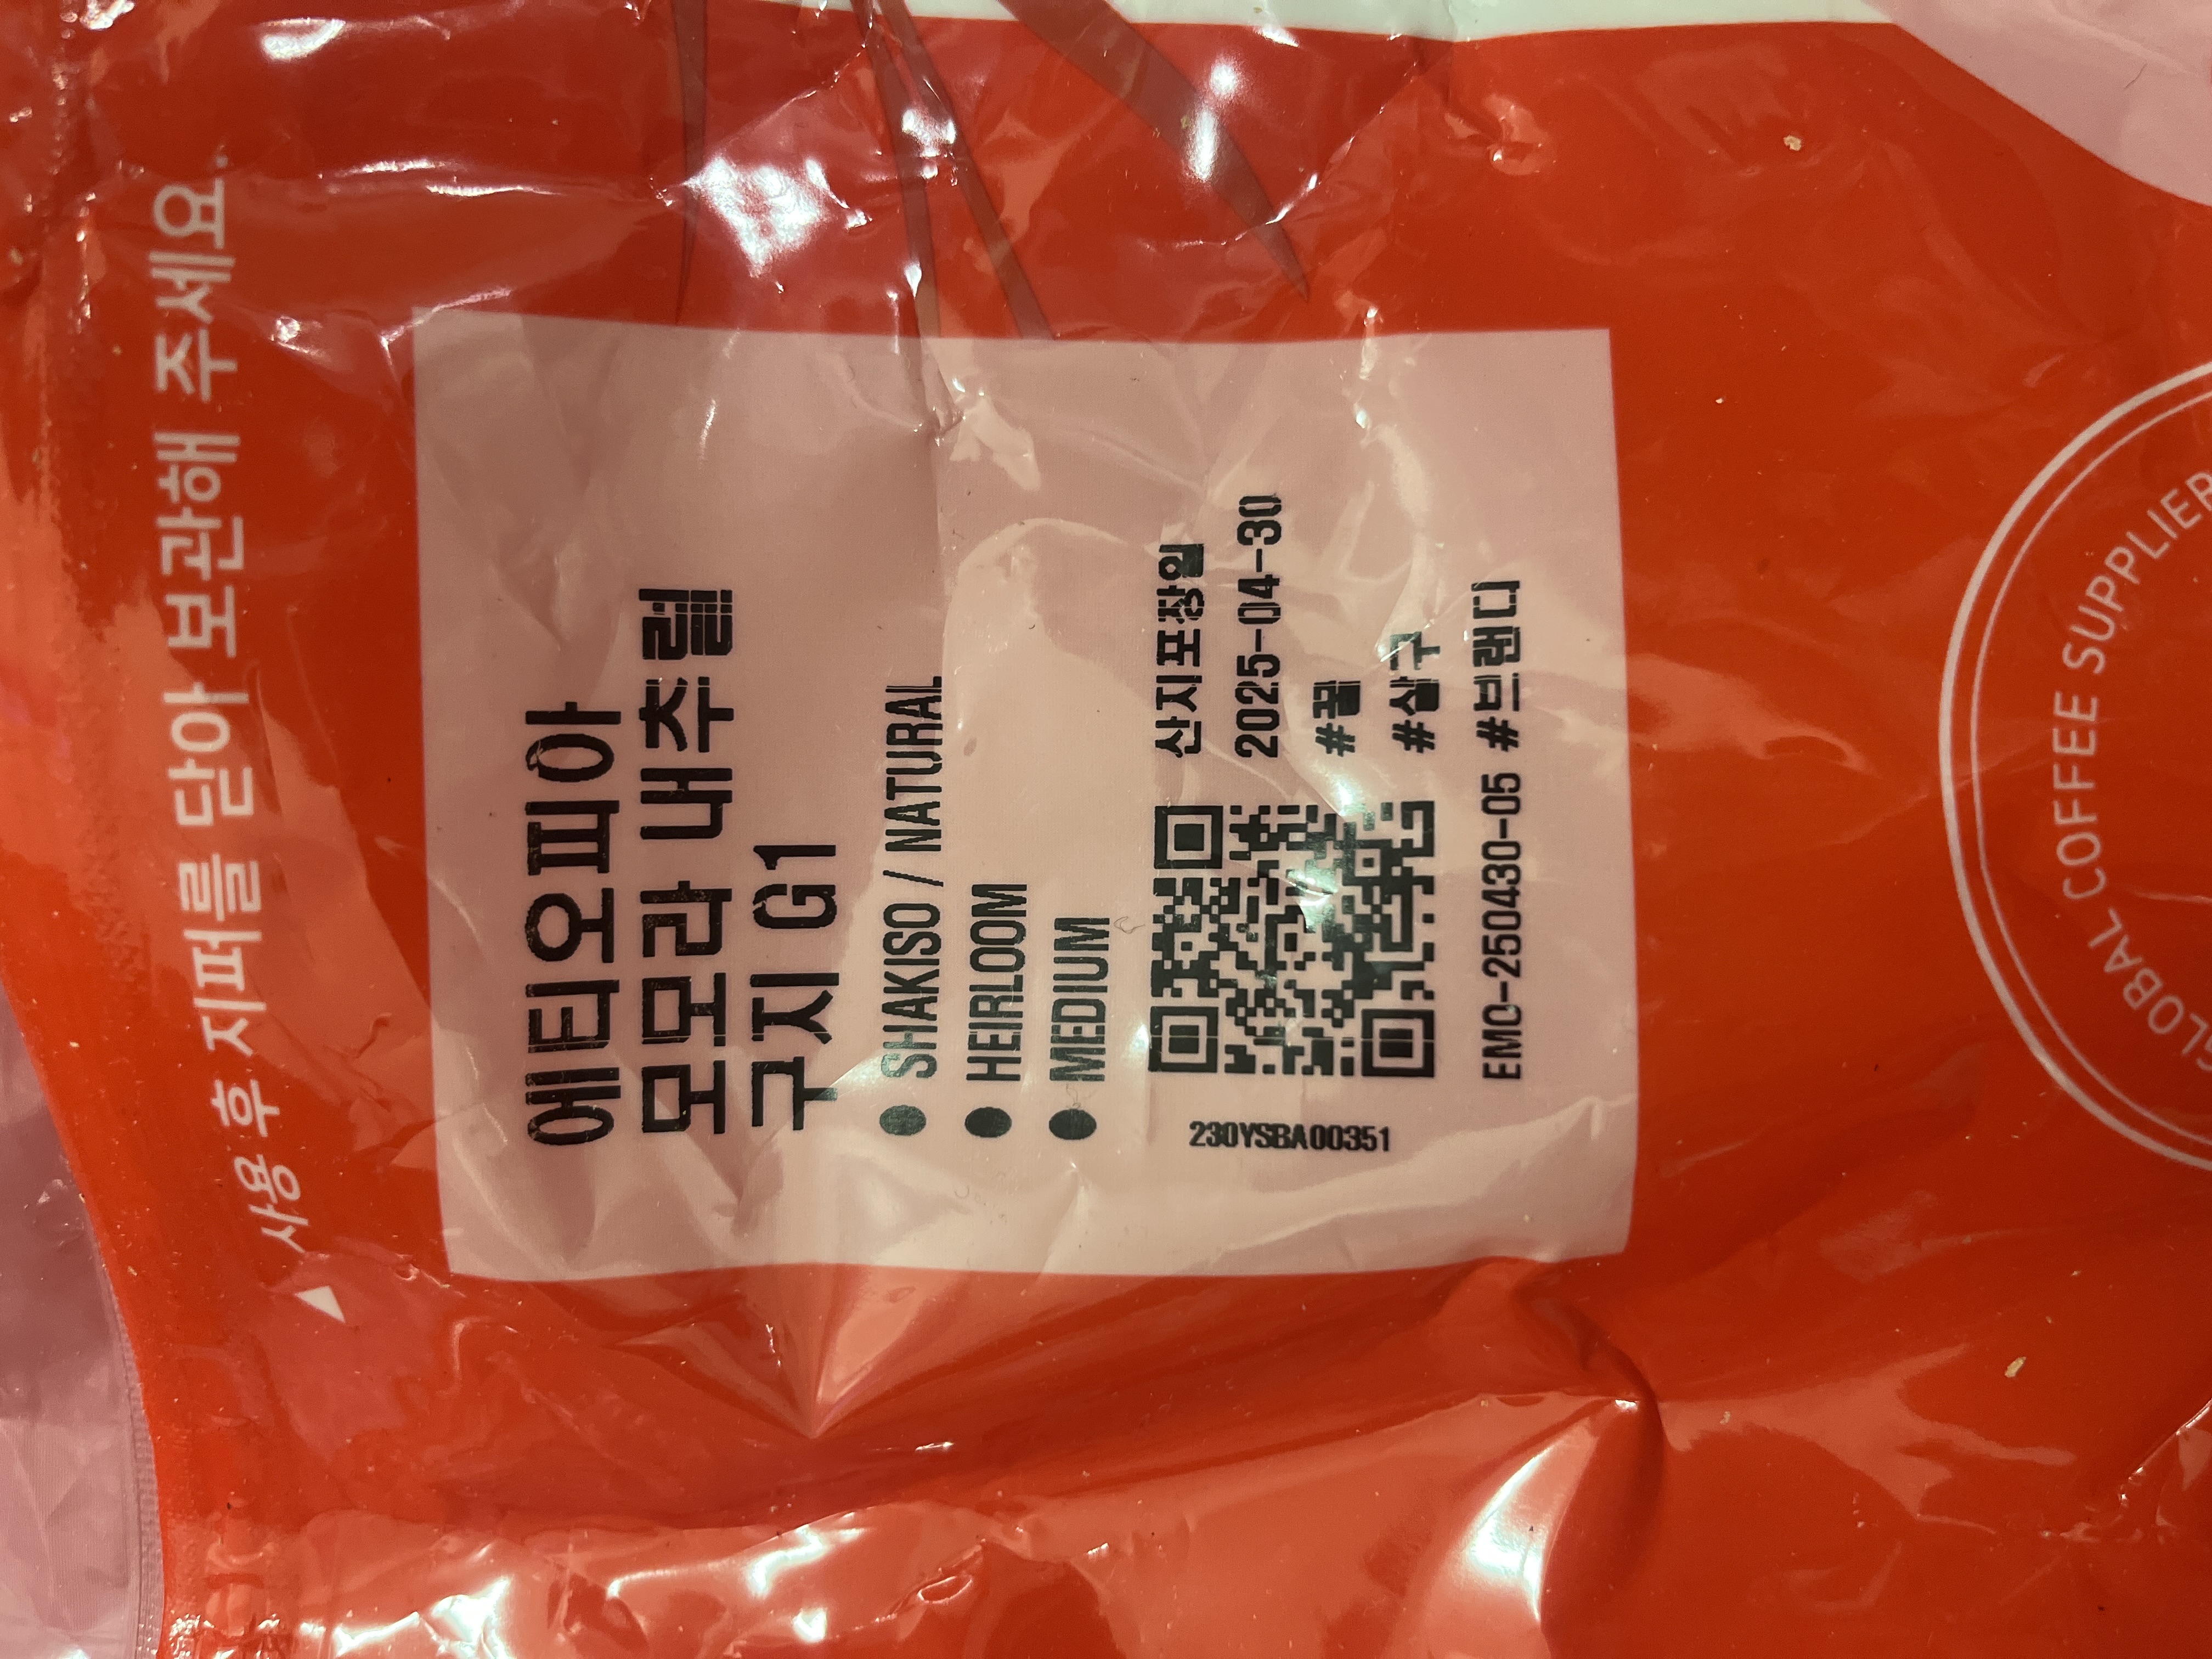 사용 후 지퍼를 닫아 보관해 주세요.
에티오피아
모모라 내추럴
구지 G1
SHAKISO / NATURAL
HEIRLOOM
MEDIUM
230YSBA00351
산지포장일
2025-04-30
#꿀
#살구
EMO-250430-05 #브랜디
GLOBAL COFFEE SUPPLIER